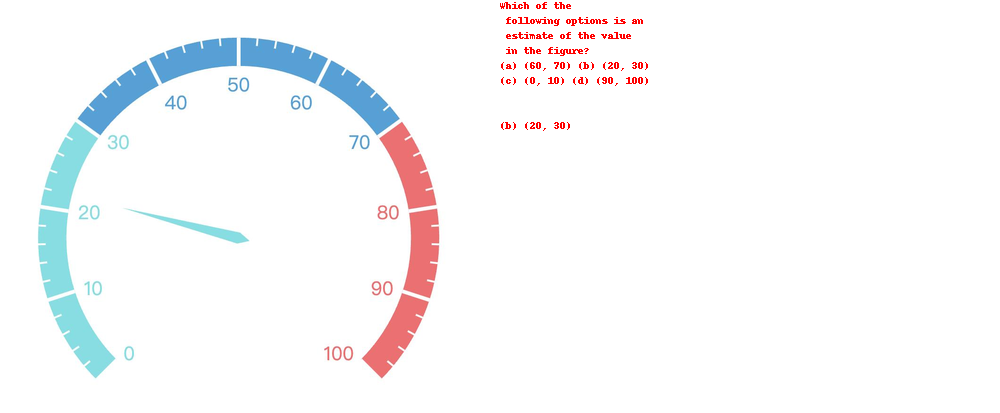 Which of the
following options is an
estimate of the value
in the figure?
(a) (60, 70) (b) (20, 30)
(c) (0, 10) (d) (90, 100)
(b) (20, 30)
50
40
60
30
70
20
80
10
90
0
100